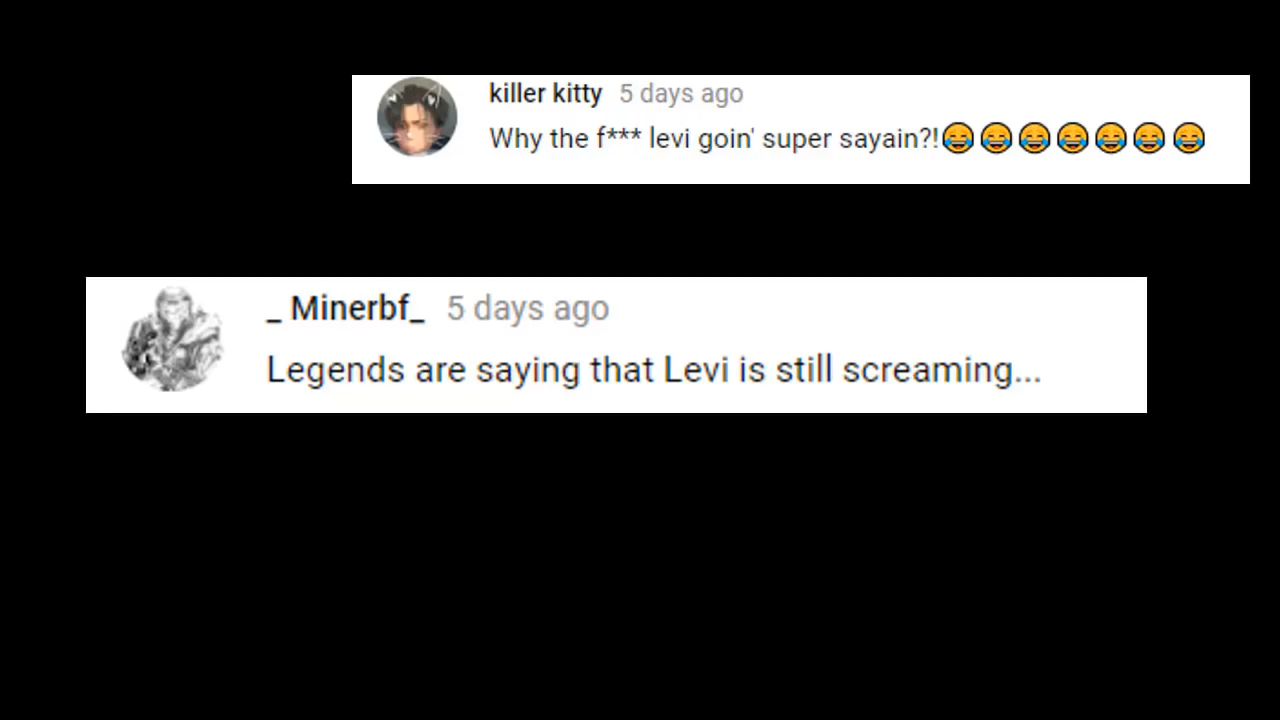 killer kitty 5 days ago
Why the f*** levi goin' super sayain?!😂😂😂😂😂😂😂
_ Minerbf_ 5 days ago
Legends are saying that Levi is still screaming...